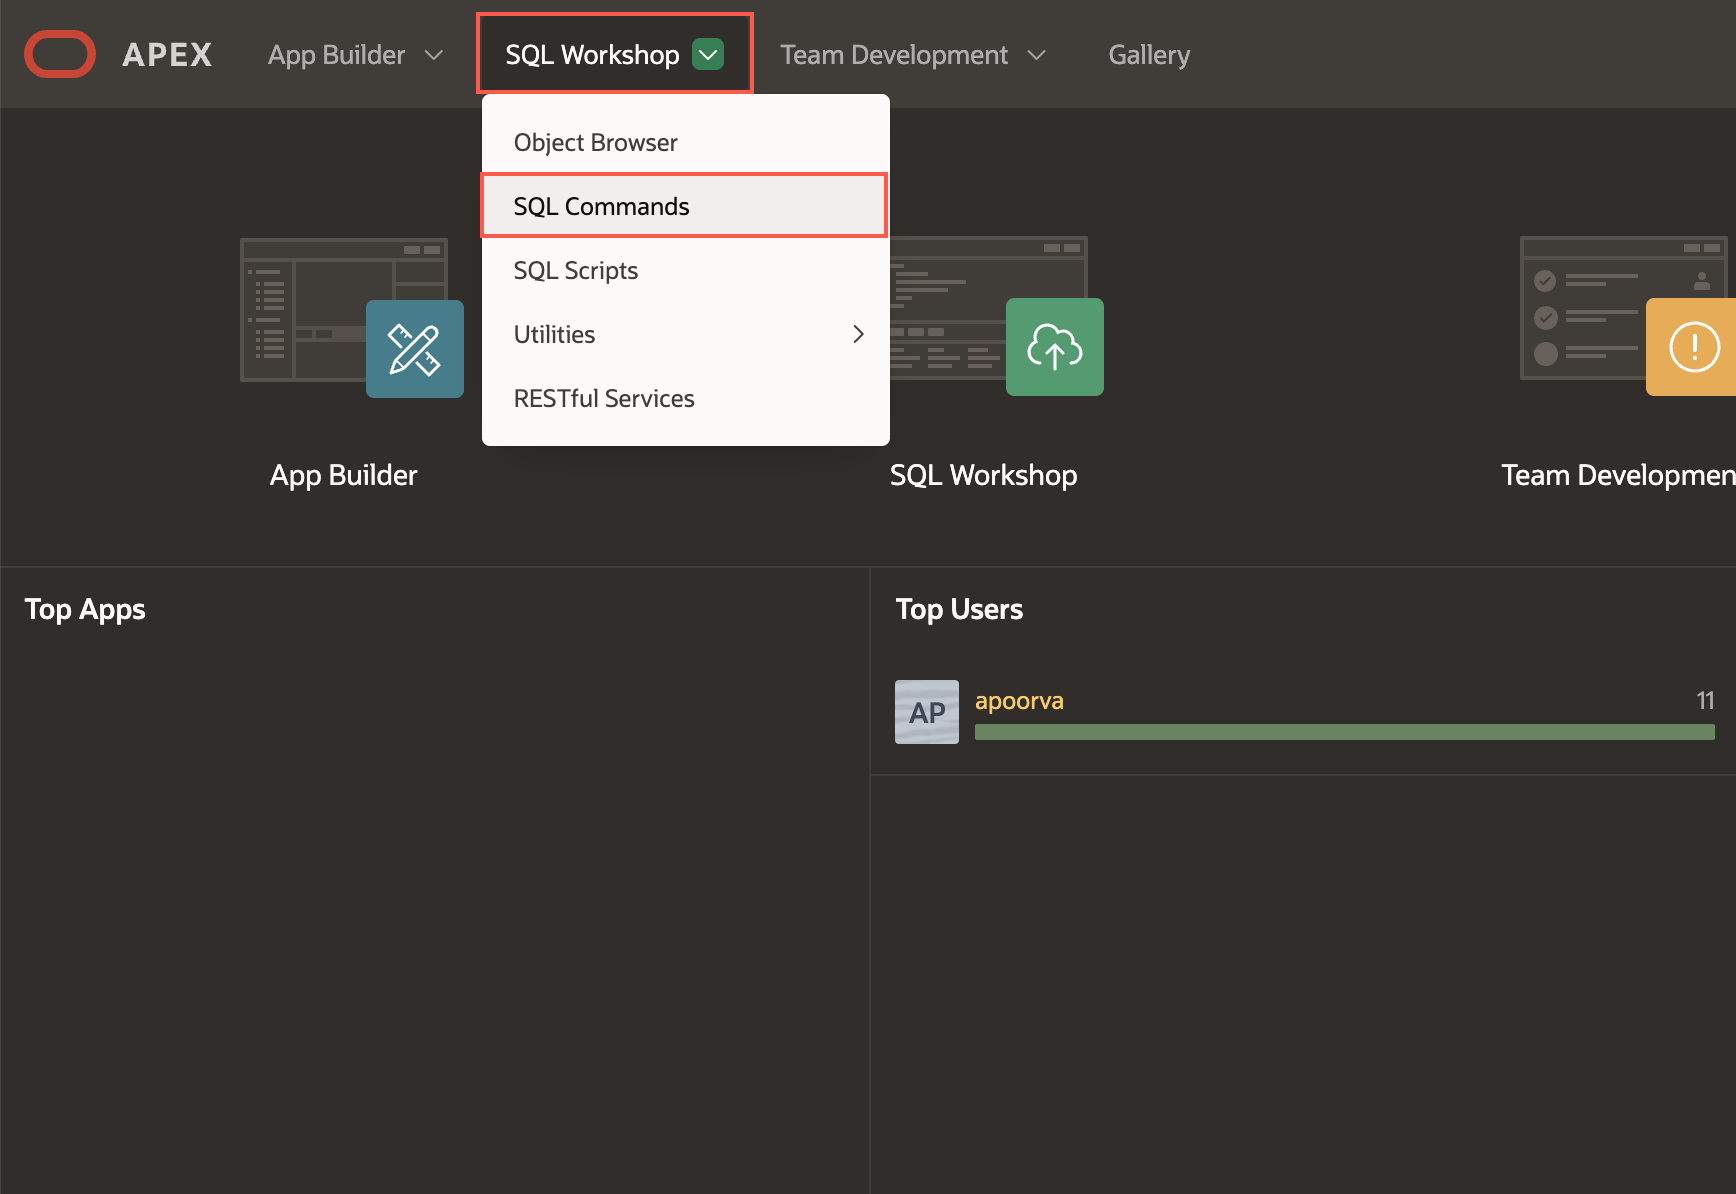 APEX
App Builder
SQL Workshop
Team Development
Gallery
Object Browser
SQL Commands
SQL Scripts
Utilities
RESTful Services
App Builder
SQL Workshop
Team Developmen
Top Apps
Top Users
AP
apoorva
11